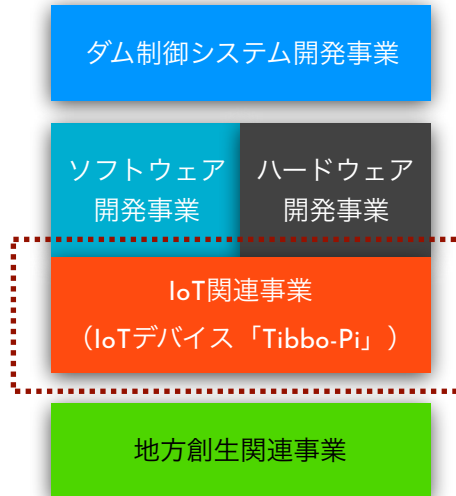 ダム制御システム開発事業
ソフトウェア
開発事業
ハードウェア
開発事業
IoT関連事業
（IoTデバイス「Tibbo-Pi」）
地方創生関連事業